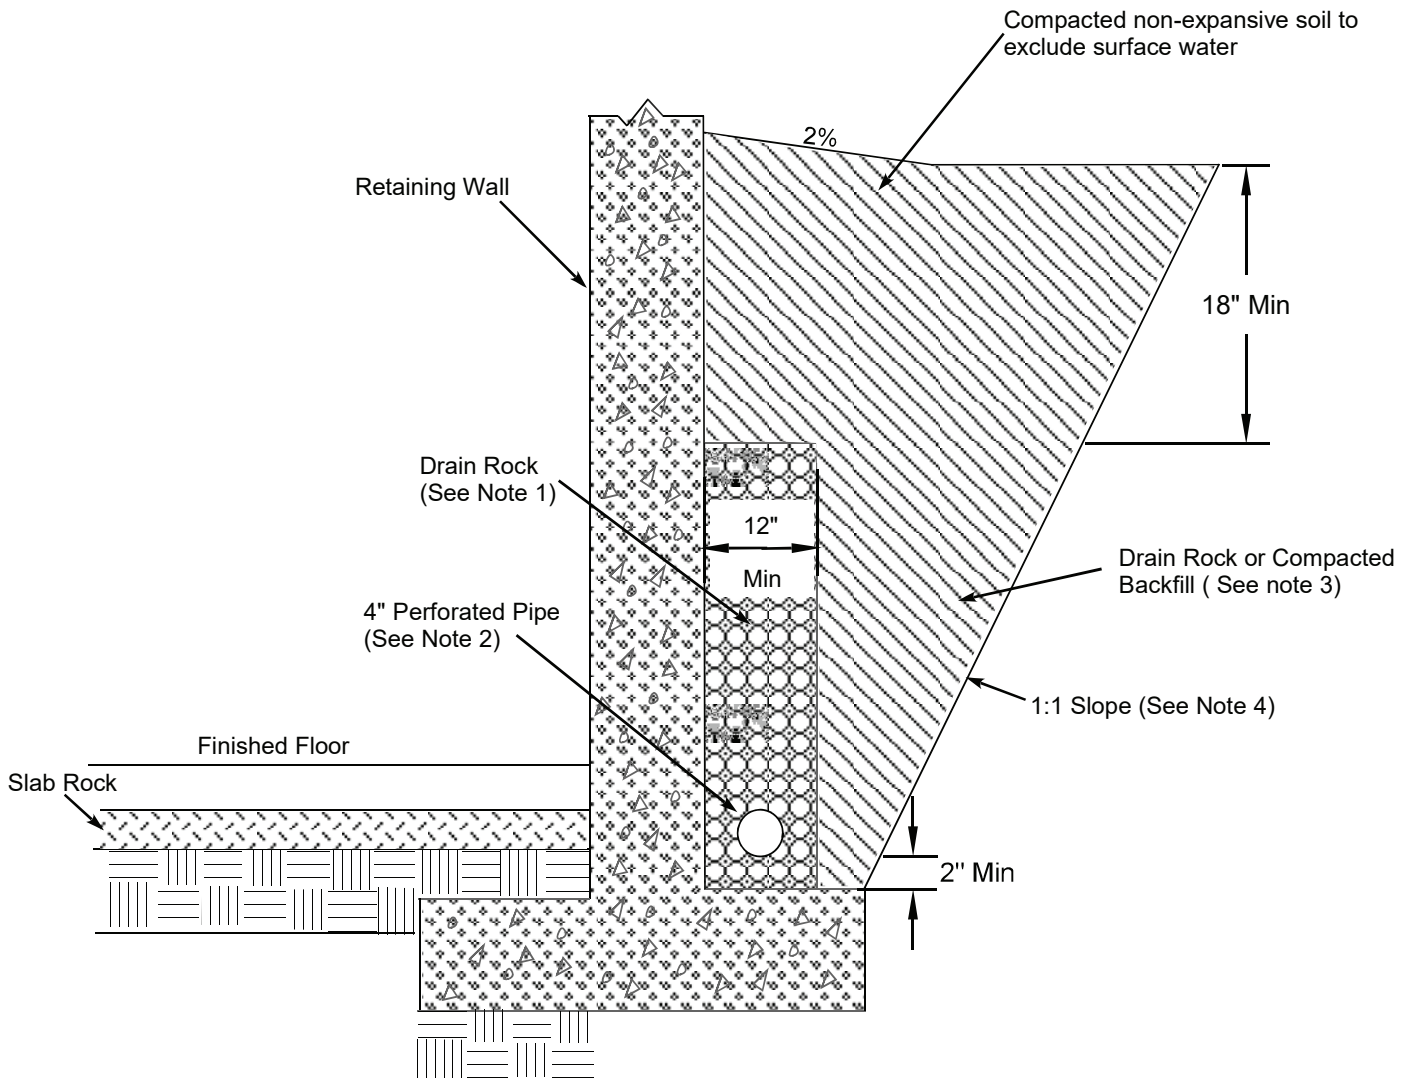 Compacted non-expansive soil to
exclude surface water
2%
Retaining Wall
18" Min
Drain Rock
(See Note 1)
12"
Min
Drain Rock or Compacted
Backfill ( See note 3)
4" Perforated Pipe
(See Note 2)
1:1 Slope (See Note 4)
Finished Floor
Slab Rock
2" Min